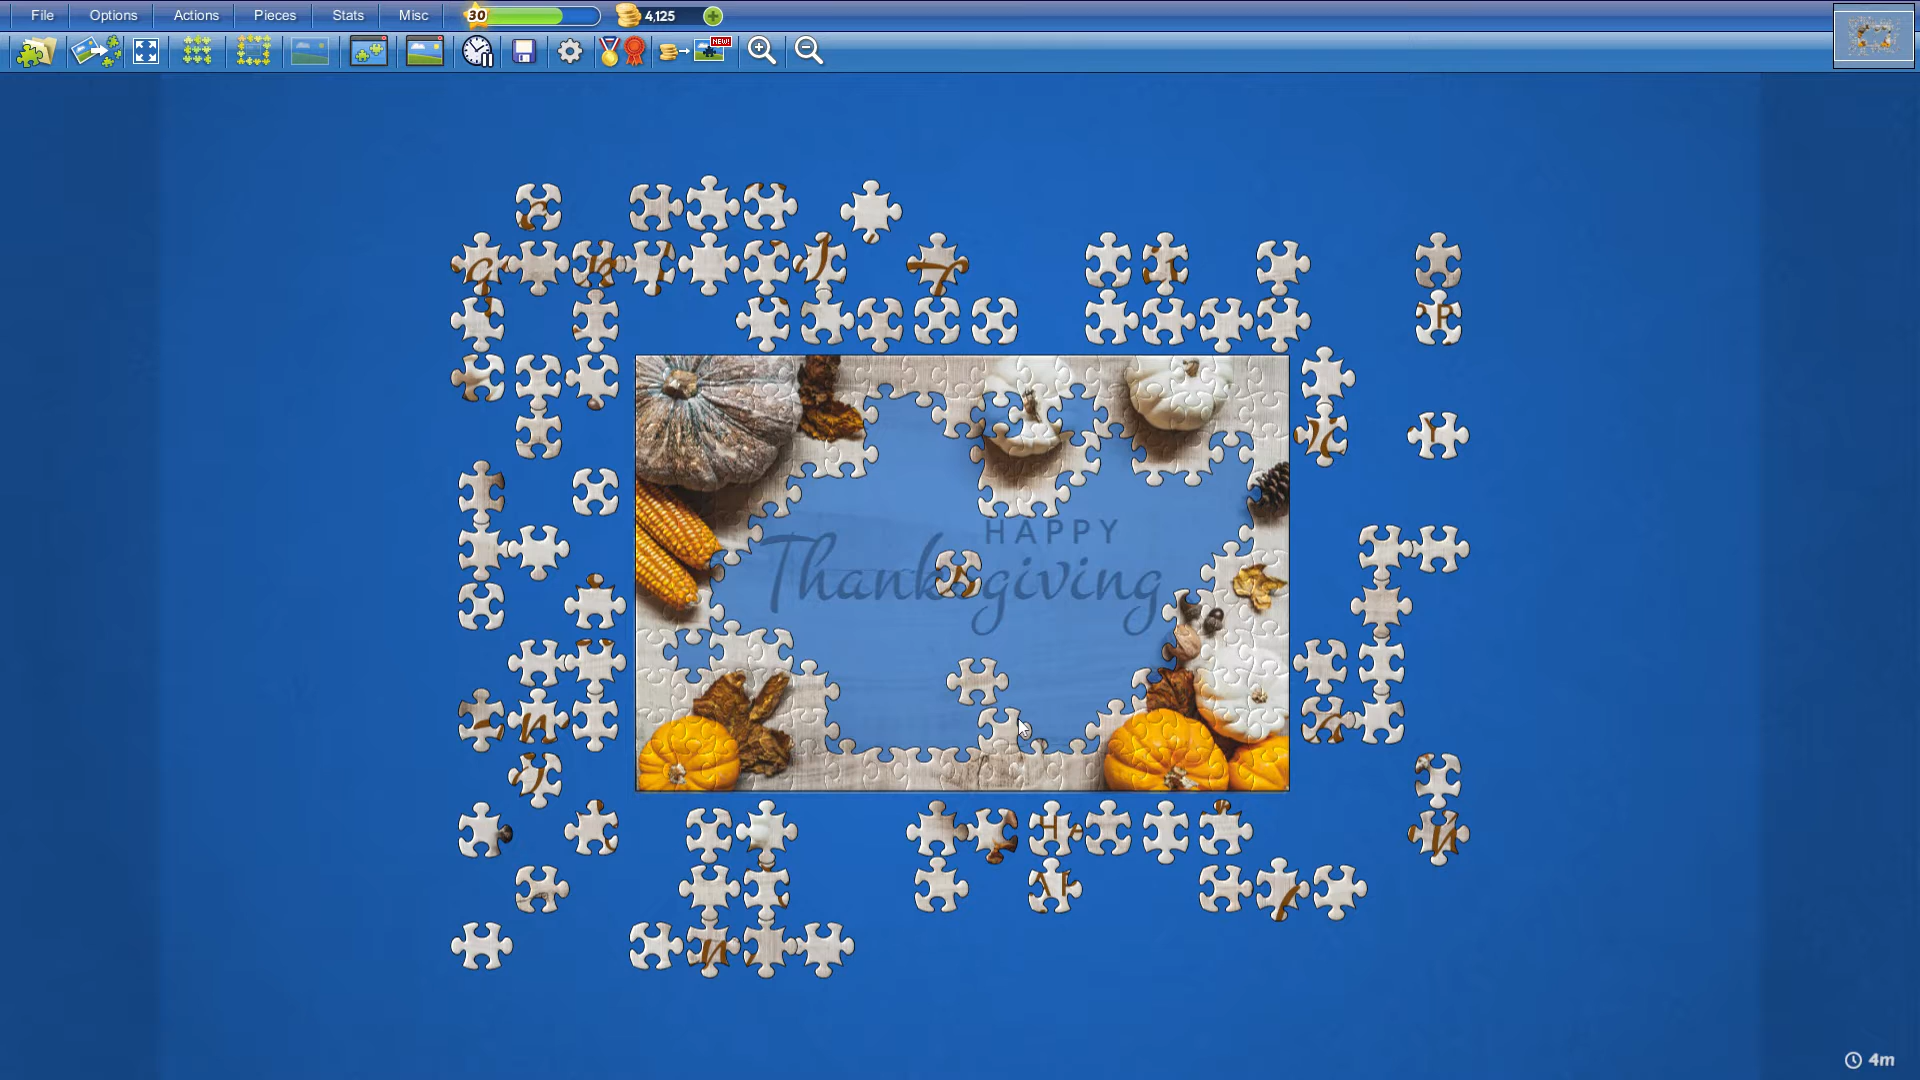 File Options Actions Pieces Stats Misc 30 4,125
NEW!
HAPPY
Thanksgiving
4m